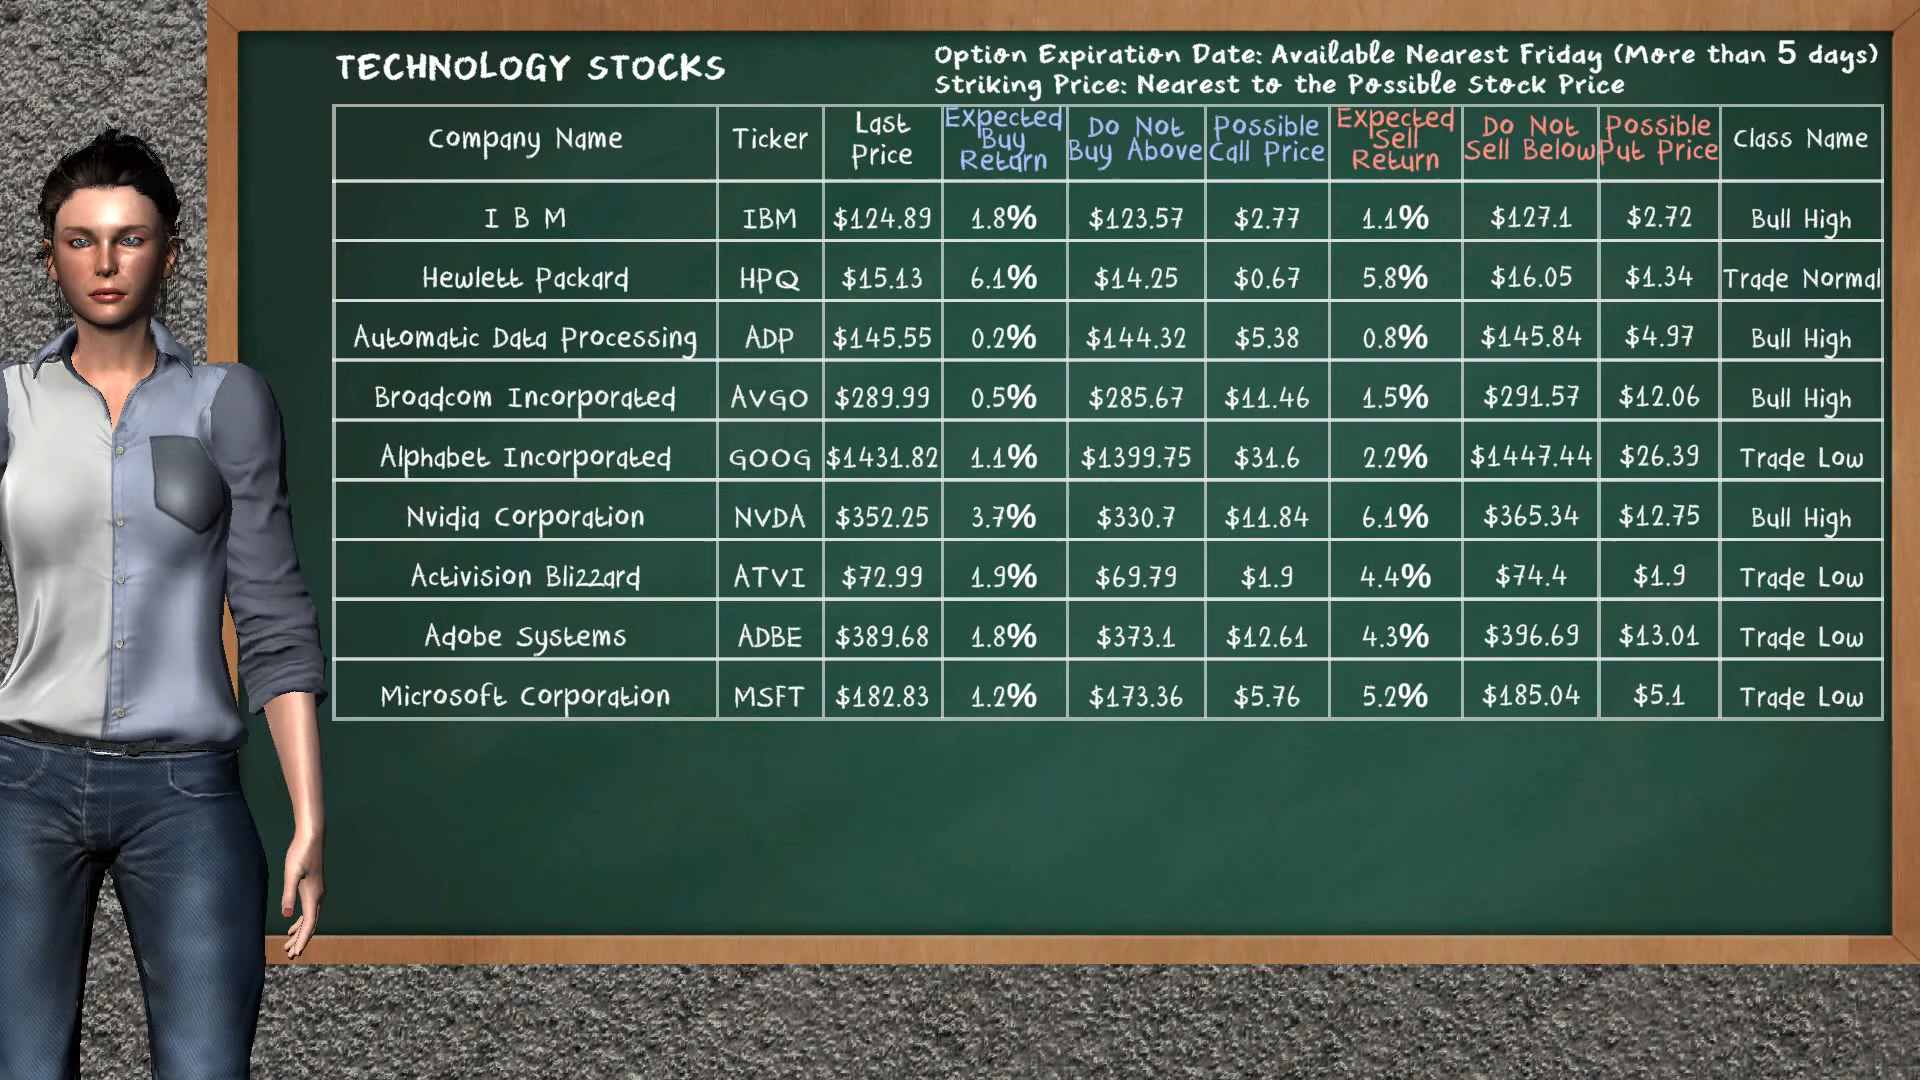 TECHNOLOGY STOCKS
Option Expiration Date: Available Nearest Friday (More than 5 days)
Striking Price: Nearest to the Possible Stock Price
Company Name Ticker Last Price Expected Buy Return Do Not Buy Above Possible Call Price Expected Sell Return Do Not Sell Below Possible Put Price Class Name
I B M IBM $124.89 1.8% $123.57 $2.77 1.1% $127.1 $2.72 Bull High
Hewlett Packard HPQ $15.13 6.1% $14.25 $0.67 5.8% $16.05 $1.34 Trade Normal
Automatic Data Processing ADP $145.55 0.2% $144.32 $5.38 0.8% $145.84 $4.97 Bull High
Broadcom Incorporated AVGO $289.99 0.5% $285.67 $11.46 1.5% $291.57 $12.06 Bull High
Alphabet Incorporated GOOG $1431.82 1.1% $1399.75 $31.6 2.2% $1447.44 $26.39 Trade Low
Nvidia Corporation NVDA $352.25 3.7% $330.7 $11.84 6.1% $365.34 $12.75 Bull High
Activision Blizzard ATVI $72.99 1.9% $69.79 $1.9 4.4% $74.4 $1.9 Trade Low
Adobe Systems ADBE $389.68 1.8% $373.1 $12.61 4.3% $396.69 $13.01 Trade Low
Microsoft Corporation MSFT $182.83 1.2% $173.36 $5.76 5.2% $185.04 $5.1 Trade Low